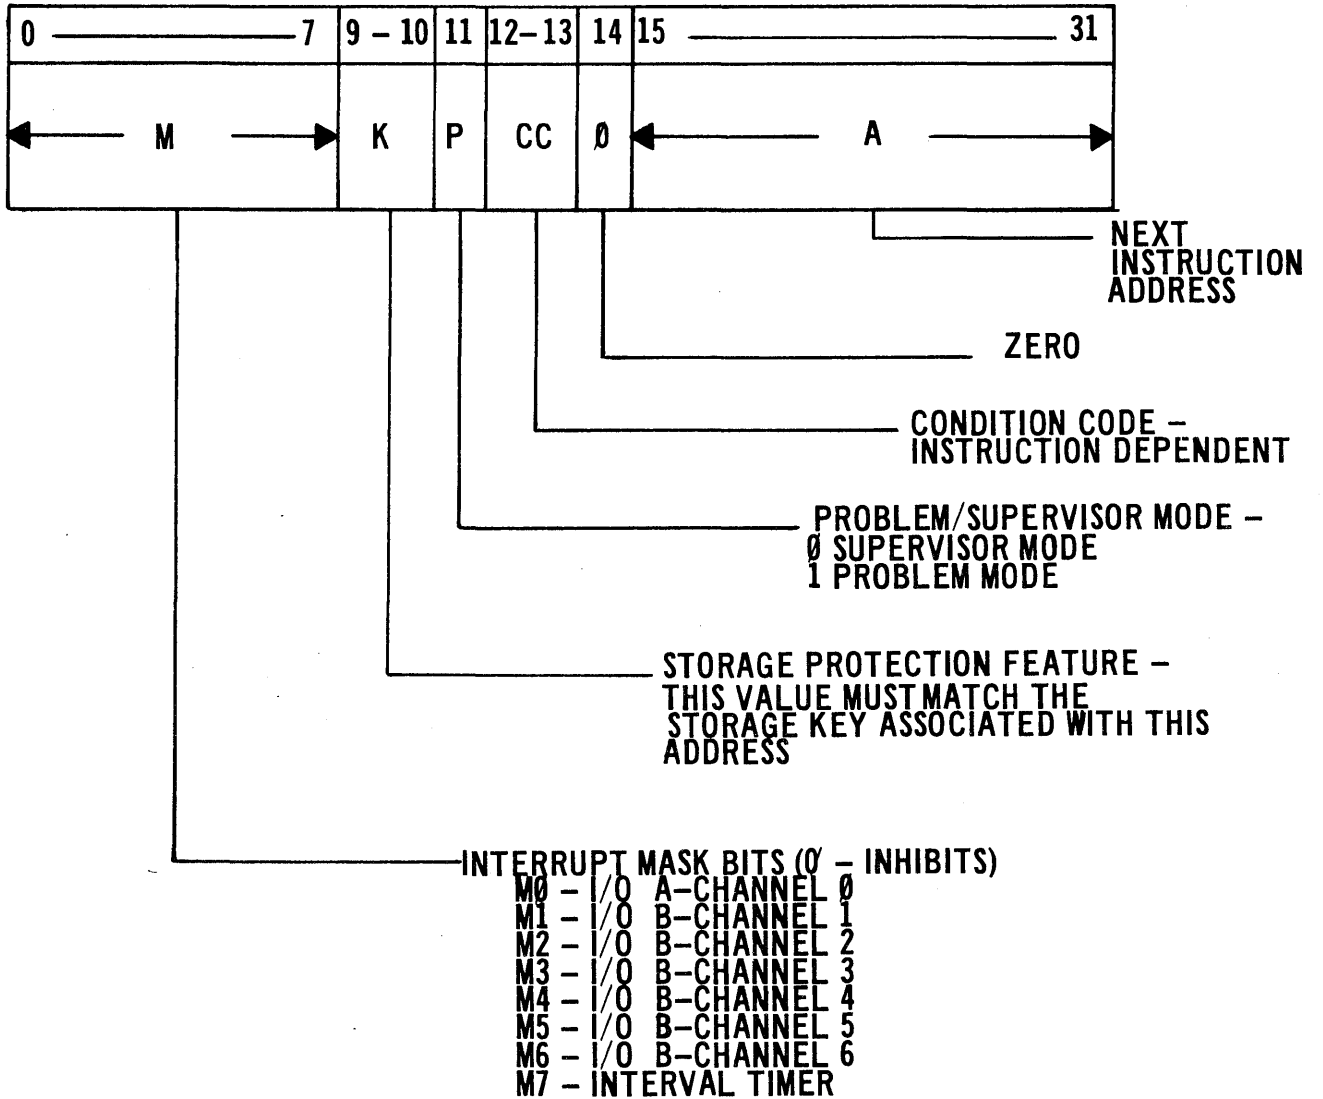 0 — 7 9 – 10 11 12–13 14 15 — 31
M K P CC Ø A
NEXT
INSTRUCTION
ADDRESS
ZERO
CONDITION CODE –
INSTRUCTION DEPENDENT
PROBLEM/SUPERVISOR MODE –
Ø SUPERVISOR MODE
1 PROBLEM MODE
STORAGE PROTECTION FEATURE –
THIS VALUE MUST MATCH THE
STORAGE KEY ASSOCIATED WITH THIS
ADDRESS
INTERRUPT MASK BITS (Ø – INHIBITS)
MØ – I/O A–CHANNEL Ø
M1 – I/O B–CHANNEL 1
M2 – I/O B–CHANNEL 2
M3 – I/O B–CHANNEL 3
M4 – I/O B–CHANNEL 4
M5 – I/O B–CHANNEL 5
M6 – I/O B–CHANNEL 6
M7 – INTERVAL TIMER